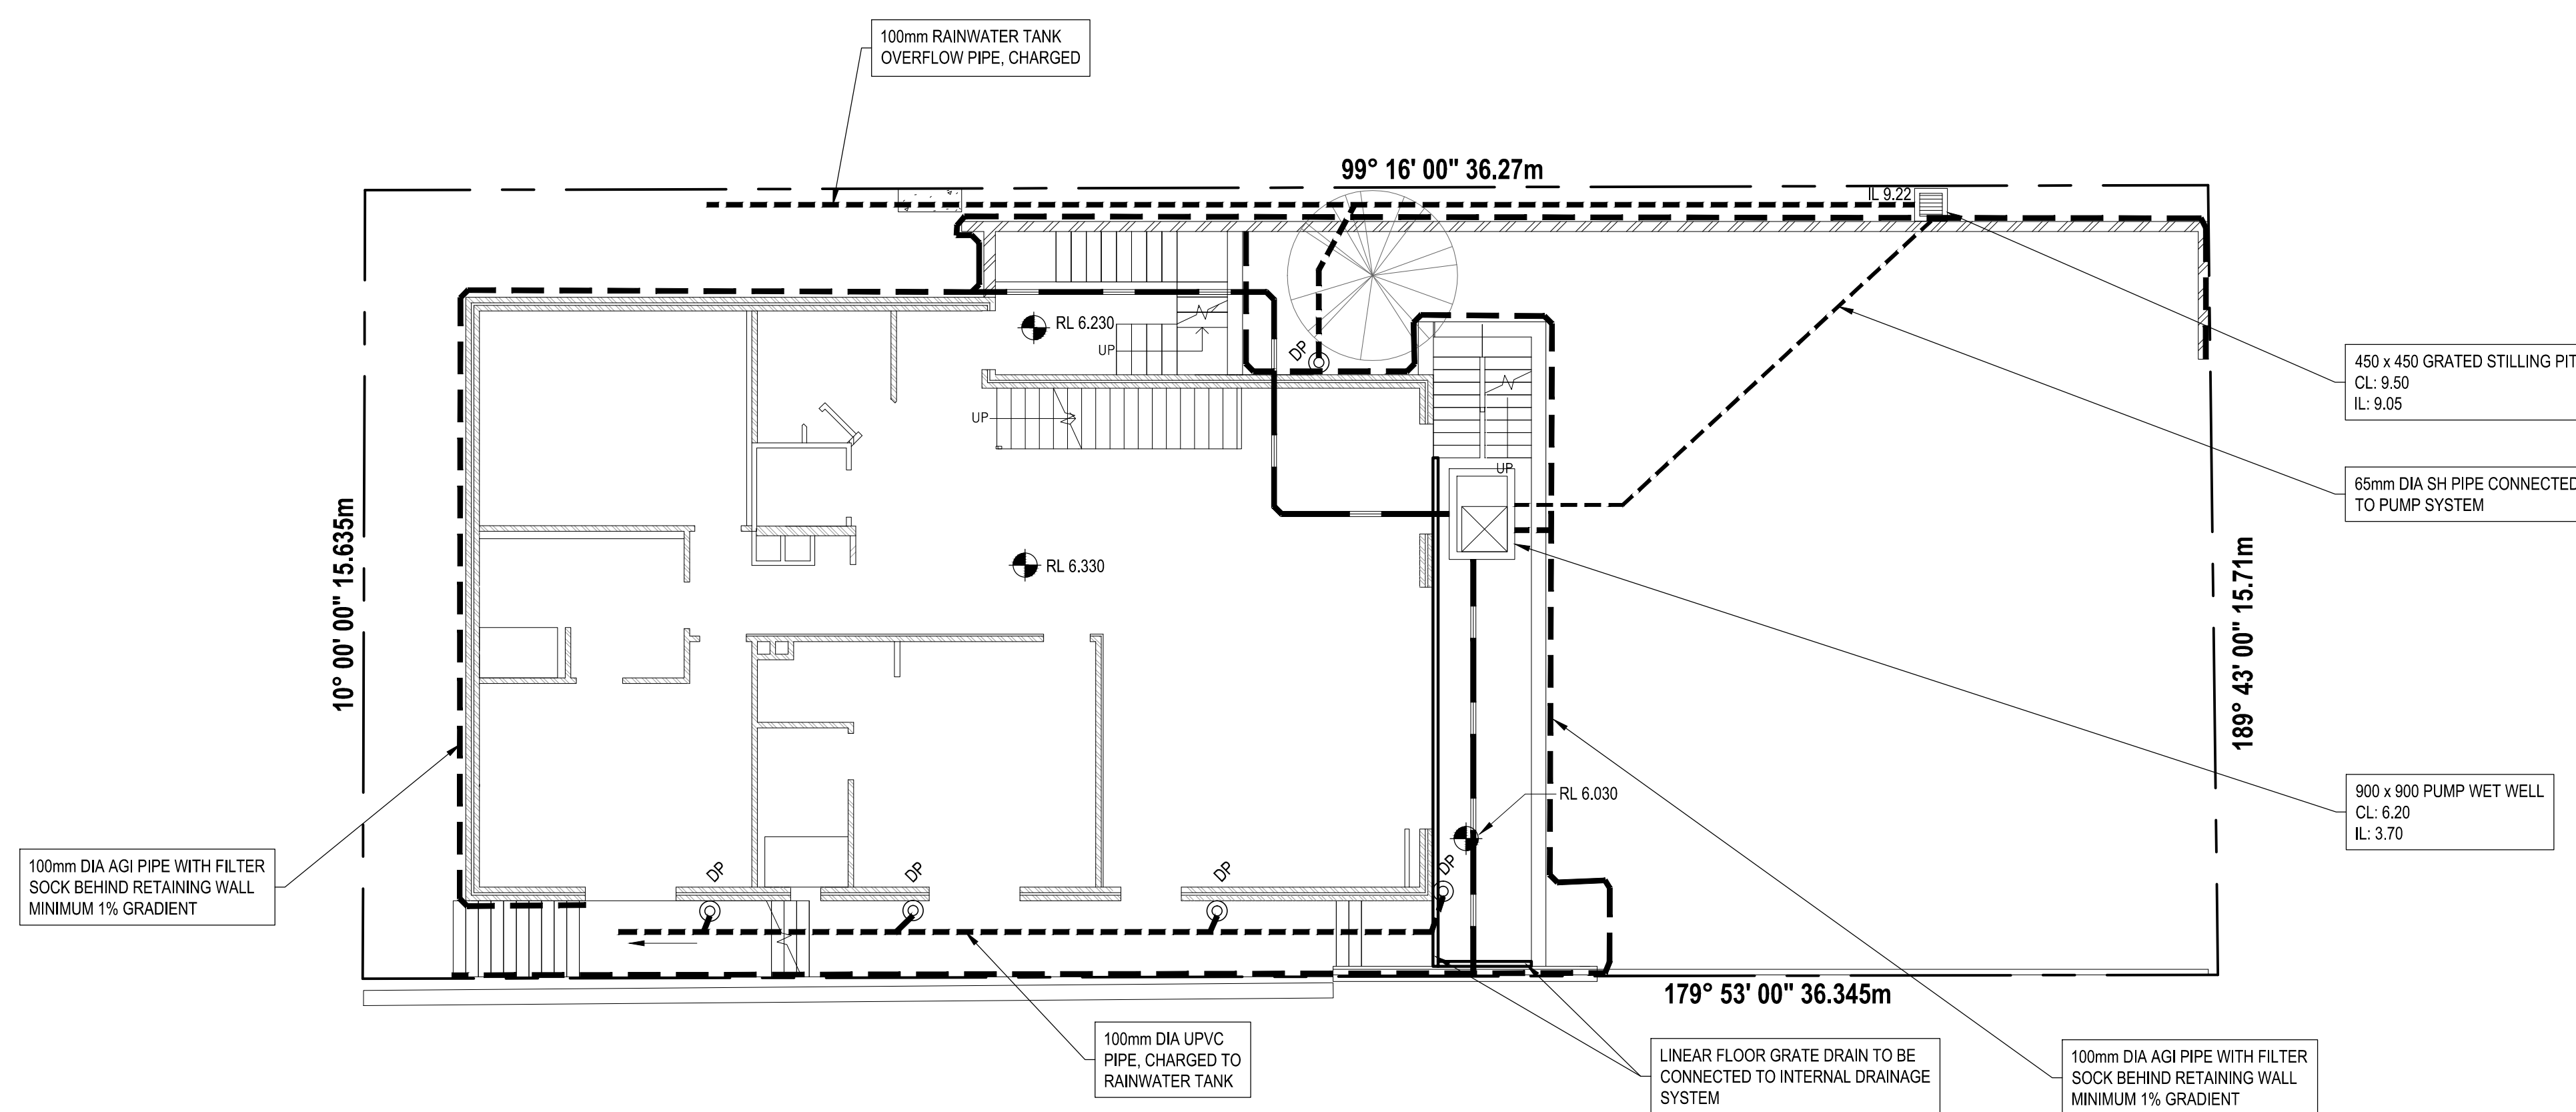 100mm RAINWATER TANK
OVERFLOW PIPE, CHARGED
99° 16' 00" 36.27m
IL 9.22
RL 6.230
UP
DP
UP
450 x 450 GRATED STILLING PIT
CL: 9.50
IL: 9.05
UP
65mm DIA SH PIPE CONNECTED
TO PUMP SYSTEM
10° 00' 00" 15.635m
RL 6.330
189° 43' 00" 15.71m
RL 6.030
900 x 900 PUMP WET WELL
CL: 6.20
IL: 3.70
100mm DIA AGI PIPE WITH FILTER
SOCK BEHIND RETAINING WALL
MINIMUM 1% GRADIENT
DP
DP
DP
DP
179° 53' 00" 36.345m
100mm DIA UPVC
PIPE, CHARGED TO
RAINWATER TANK
LINEAR FLOOR GRATE DRAIN TO BE
CONNECTED TO INTERNAL DRAINAGE
SYSTEM
100mm DIA AGI PIPE WITH FILTER
SOCK BEHIND RETAINING WALL
MINIMUM 1% GRADIENT